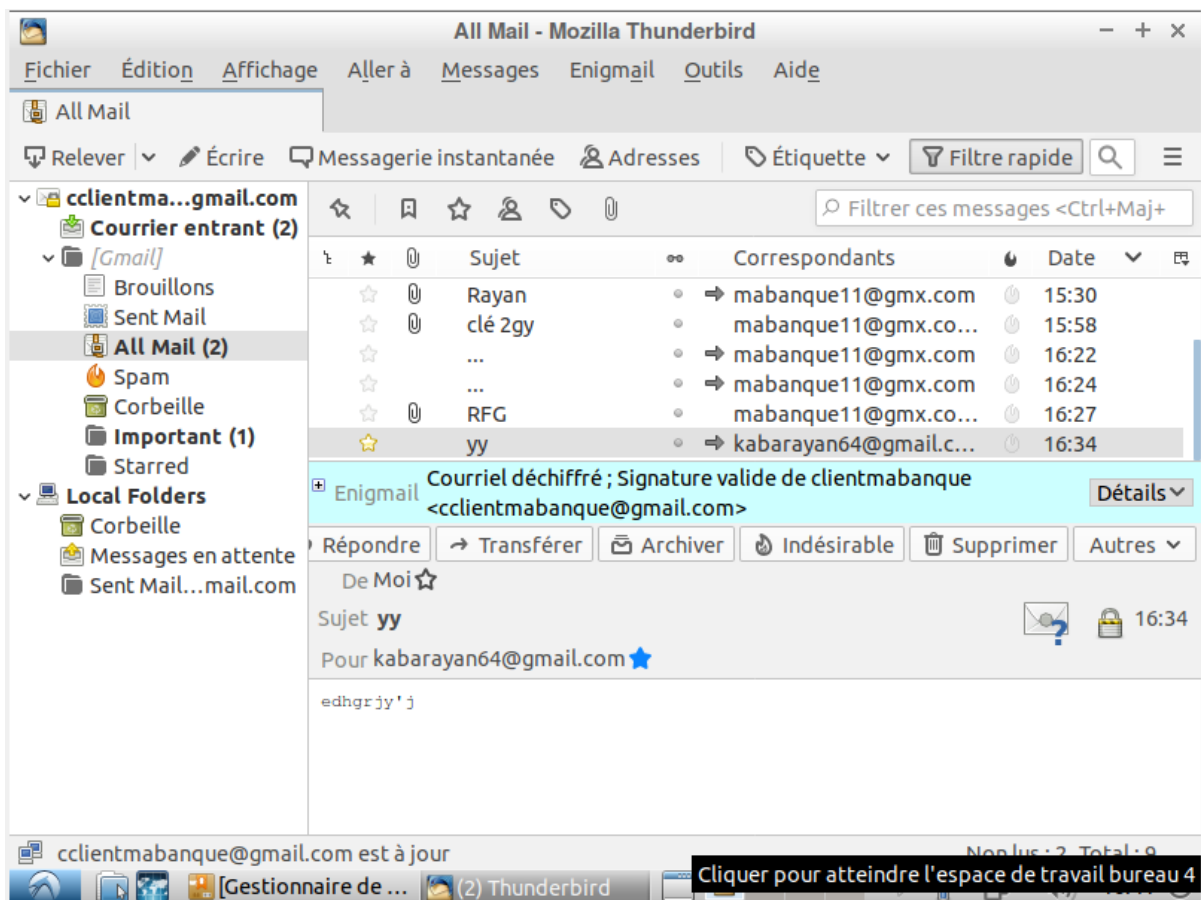 All Mail - Mozilla Thunderbird
Fichier Édition Affichage Aller à Messages Enigmail Outils Aide
All Mail
Relever Écrire Messagerie instantanée Adresses Étiquette Filtre rapide
cclientma...gmail.com
Courrier entrant (2)
[Gmail]
Brouillons
Sent Mail
All Mail (2)
Spam
Corbeille
Important (1)
Starred
Local Folders
Corbeille
Messages en attente
Sent Mail...mail.com
Filtrer ces messages <Ctrl+Maj+
Sujet Correspondants Date
Rayan mabanque11@gmx.com 15:30
clé 2gy mabanque11@gmx.co... 15:58
... mabanque11@gmx.com 16:22
... mabanque11@gmx.com 16:24
RFG mabanque11@gmx.co... 16:27
yy kabarayan64@gmail.c... 16:34
Enigmail Courriel déchiffré ; Signature valide de clientmabanque
<cclientmabanque@gmail.com>
Détails
Répondre Transférer Archiver Indésirable Supprimer Autres
De Moi
Sujet yy 16:34
Pour kabarayan64@gmail.com
edhgrjy'j
cclientmabanque@gmail.com est à jour Non lus : 2 Total : 9
[Gestionnaire de ... (2) Thunderbird
Cliquer pour atteindre l'espace de travail bureau 4